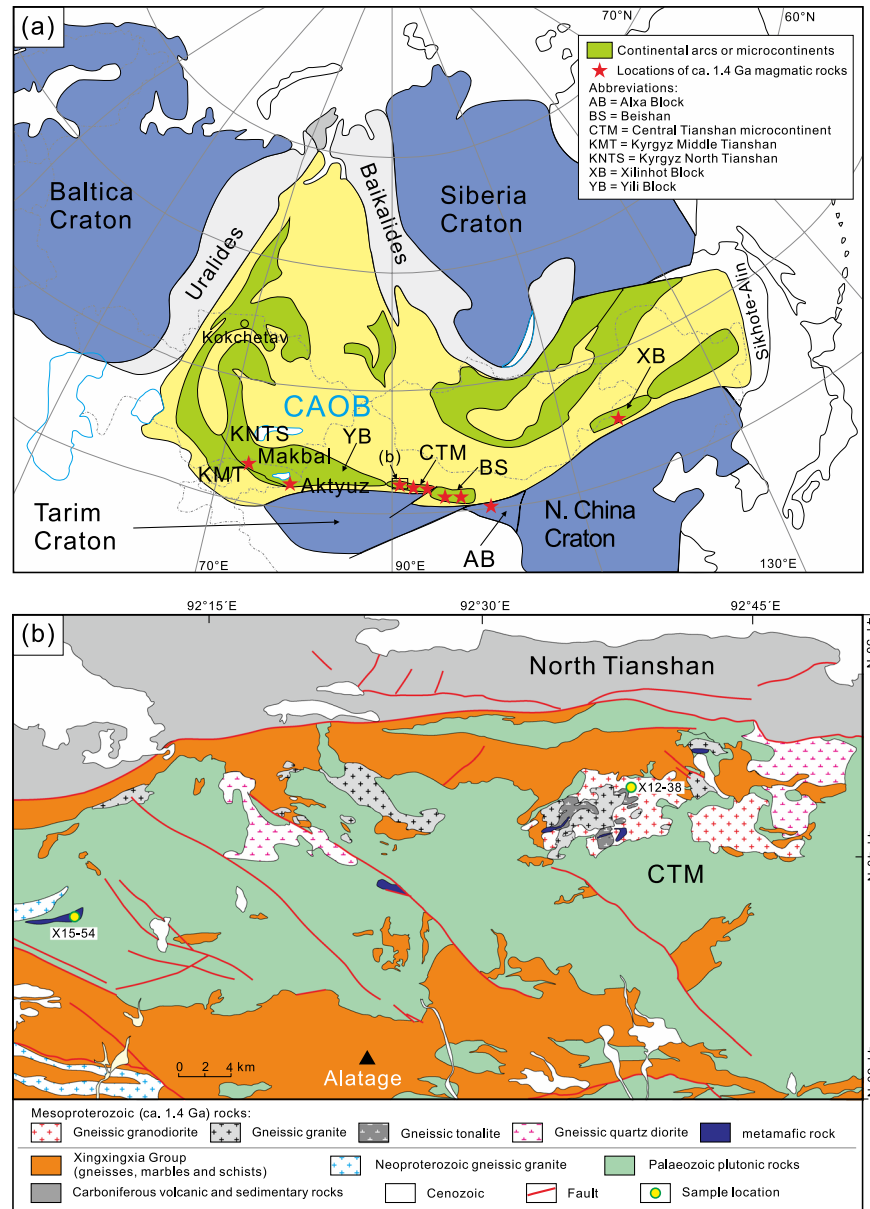 (a)
70°N
60°N
Continental arcs or microcontinents
Locations of ca. 1.4 Ga magmatic rocks
Abbreviations:
AB = Alxa Block
BS = Beishan
CTM = Central Tianshan microcontinent
KMT = Kyrgyz Middle Tianshan
KNTS = Kyrgyz North Tianshan
XB = Xilinhot Block
YB = Yili Block
Baltica
Craton
Uralides
Baikalides
Siberia
Craton
Sikhote-Alin
Kokchetav
CAOB
XB
KNTS
Makbal
YB
(b)
CTM
BS
KMT
Aktyuz
Tarim
Craton
N. China
Craton
AB
70°E
90°E
130°E
92°15´E
92°30´E
92°45´E
(b)
North Tianshan
X12-38
CTM
X15-54
0 2 4 km
Alatage
Mesoproterozoic (ca. 1.4 Ga) rocks:
Gneissic granodiorite
Gneissic granite
Gneissic tonalite
Gneissic quartz diorite
metamafic rock
Xingxingxia Group
(gneisses, marbles and schists)
Neoproterozoic gneissic granite
Palaeozoic plutonic rocks
Carboniferous volcanic and sedimentary rocks
Cenozoic
Fault
Sample location